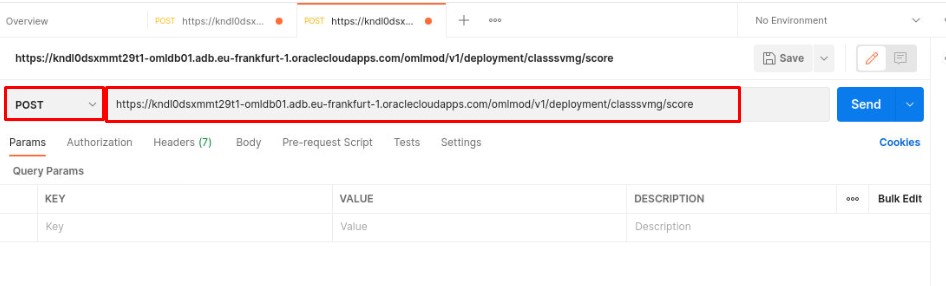 Overview
POST https://kndl0dsx...
POST https://kndl0dsx...
No Environment
https://kndl0dsxmmt29t1-omldb01.adb.eu-frankfurt-1.oraclecloudapps.com/omlmod/v1/deployment/classsvmg/score
Save
POST
https://kndl0dsxmmt29t1-omldb01.adb.eu-frankfurt-1.oraclecloudapps.com/omlmod/v1/deployment/classsvmg/score
Send
Params Authorization Headers (7) Body Pre-request Script Tests Settings Cookies
Query Params
KEY VALUE DESCRIPTION Bulk Edit
Key Value Description